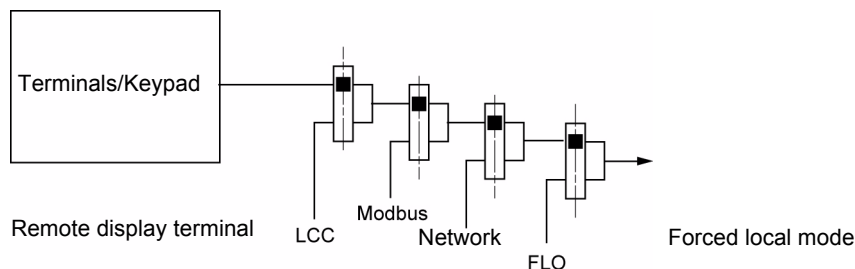 Terminals/Keypad
Remote display terminal
LCC
Modbus
Network
FLO
Forced local mode